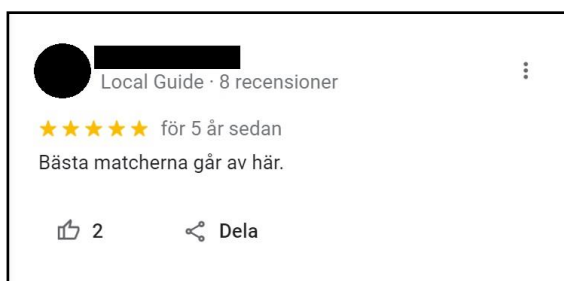 Local Guide · 8 recensioner
för 5 år sedan
Bästa matcherna går av här.
2 Dela